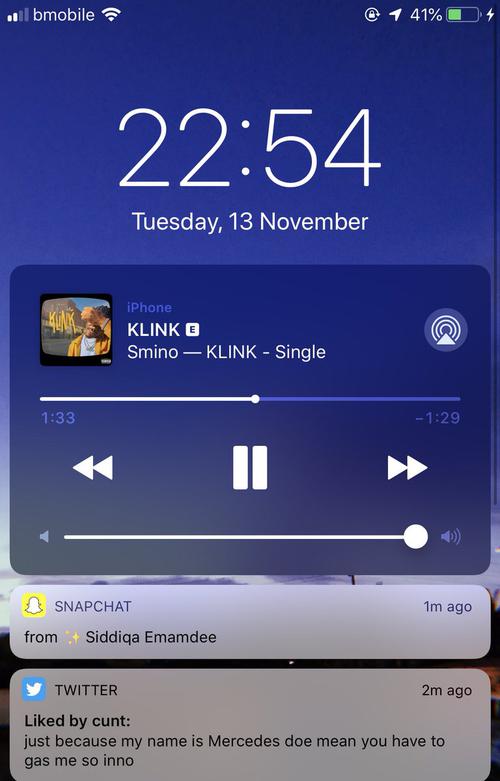 bmobile 41%
22:54
Tuesday, 13 November
KLINK
iPhone
KLINK E
Smino — KLINK - Single
1:33 −1:29
SNAPCHAT 1m ago
from ✨ Siddiqa Emamdee
TWITTER 2m ago
Liked by cunt:
just because my name is Mercedes doe mean you have to
gas me so inno